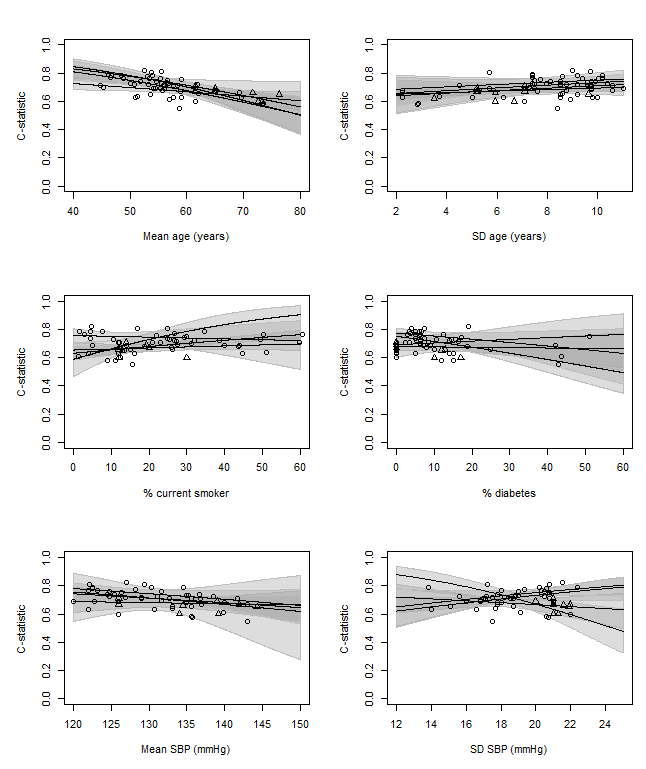 C-statistic
0.0 0.2 0.4 0.6 0.8 1.0
40 50 60 70 80
Mean age (years)
C-statistic
0.0 0.2 0.4 0.6 0.8 1.0
2 4 6 8 10
SD age (years)
C-statistic
0.0 0.2 0.4 0.6 0.8 1.0
0 10 20 30 40 50 60
% current smoker
C-statistic
0.0 0.2 0.4 0.6 0.8 1.0
0 10 20 30 40 50 60
% diabetes
C-statistic
0.0 0.2 0.4 0.6 0.8 1.0
120 125 130 135 140 145 150
Mean SBP (mmHg)
C-statistic
0.0 0.2 0.4 0.6 0.8 1.0
12 14 16 18 20 22 24
SD SBP (mmHg)